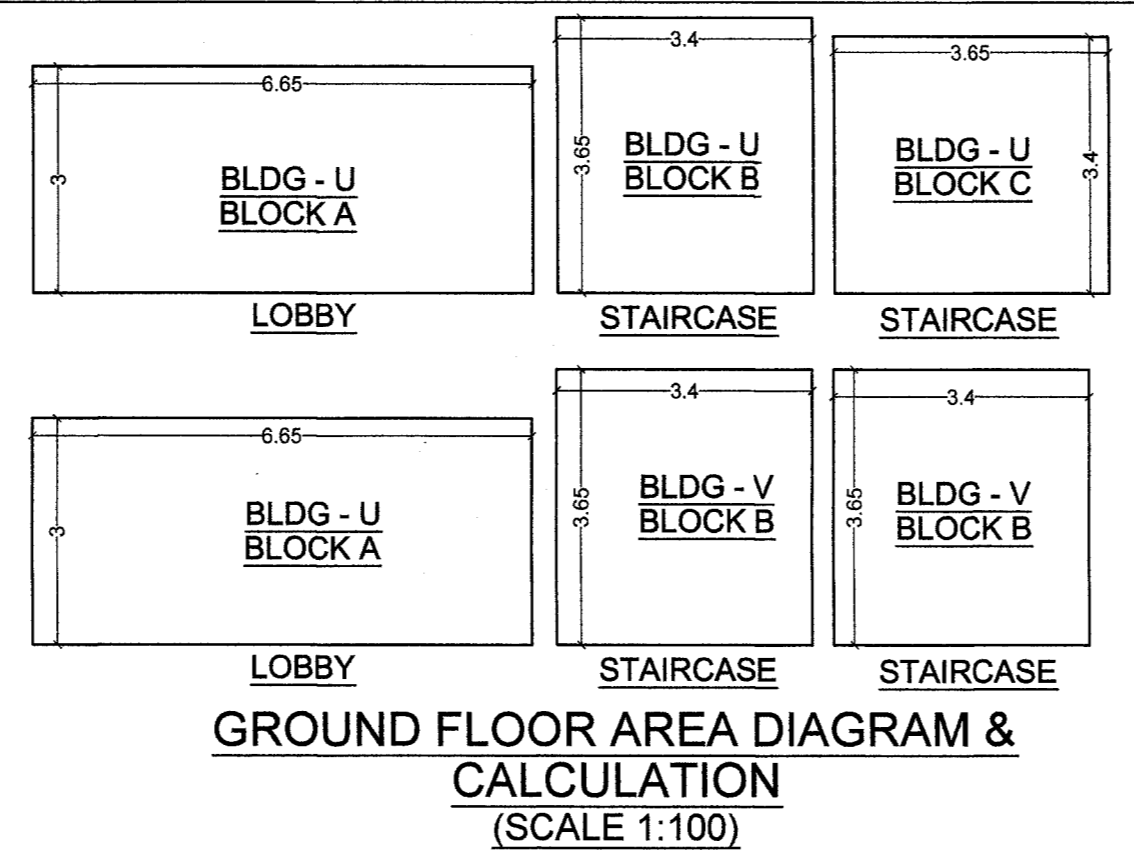 6.65
3
BLDG - U
BLOCK A
LOBBY
3.4
3.65
BLDG - U
BLOCK B
STAIRCASE
3.65
3.4
BLDG - U
BLOCK C
STAIRCASE
6.65
3
BLDG - U
BLOCK A
LOBBY
3.4
3.65
BLDG - V
BLOCK B
STAIRCASE
3.4
3.65
BLDG - V
BLOCK B
STAIRCASE
GROUND FLOOR AREA DIAGRAM &
CALCULATION
(SCALE 1:100)